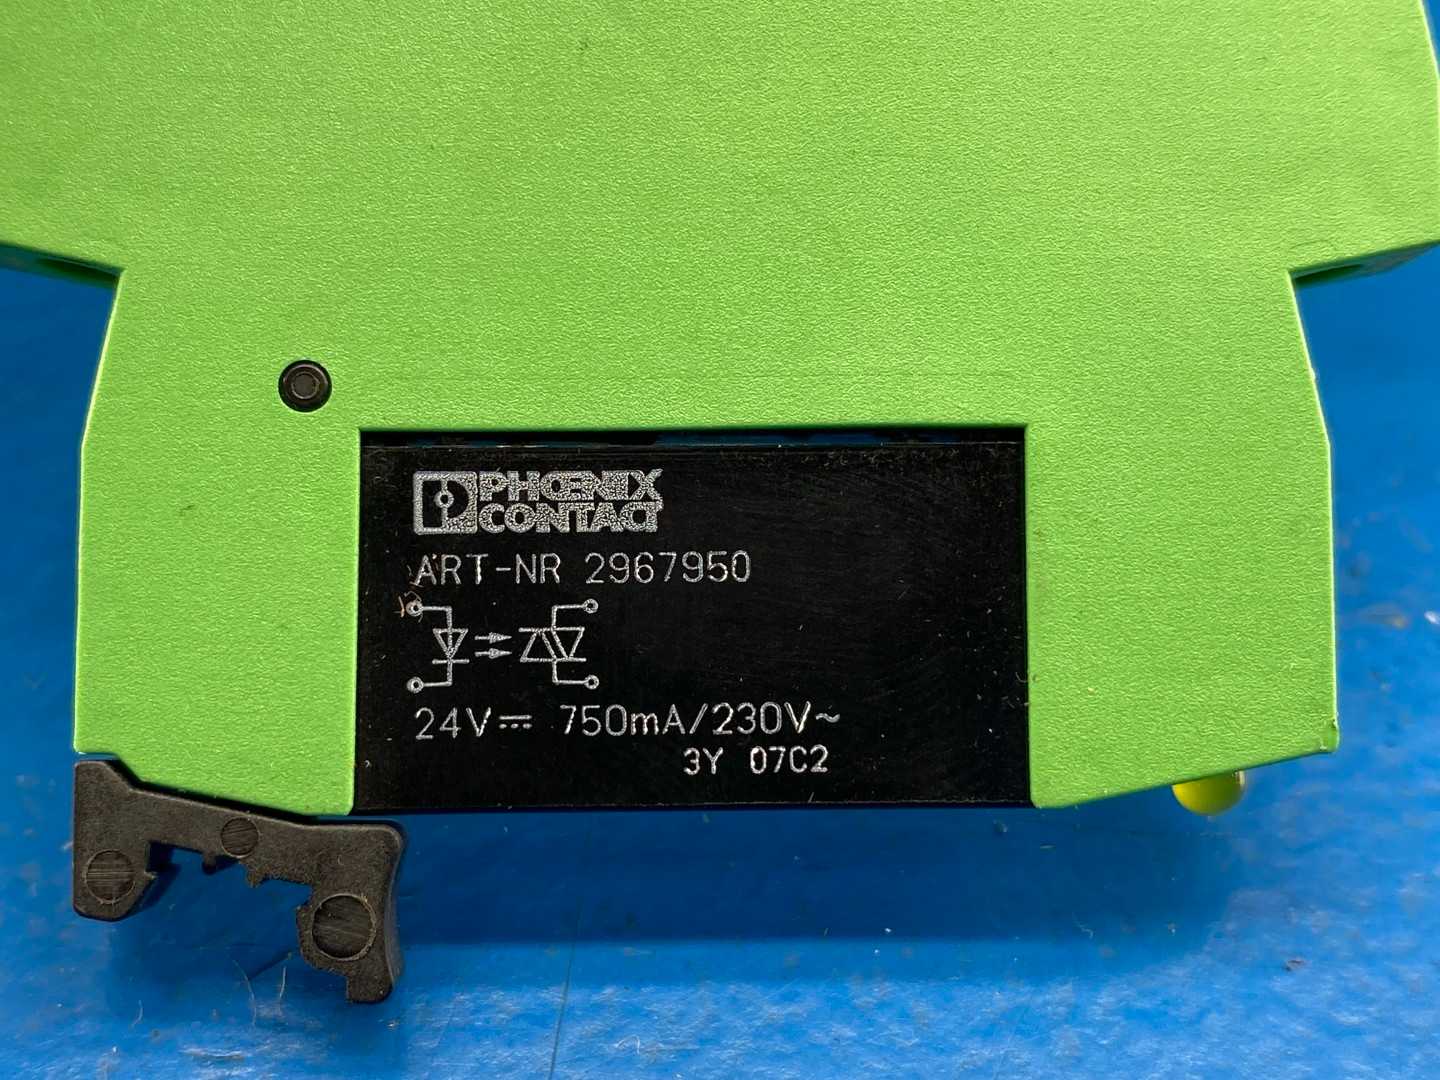 PHOENIX
CONTACT
ART-NR 2967950
24V⎓ 750mA/230V~
3Y 07C2